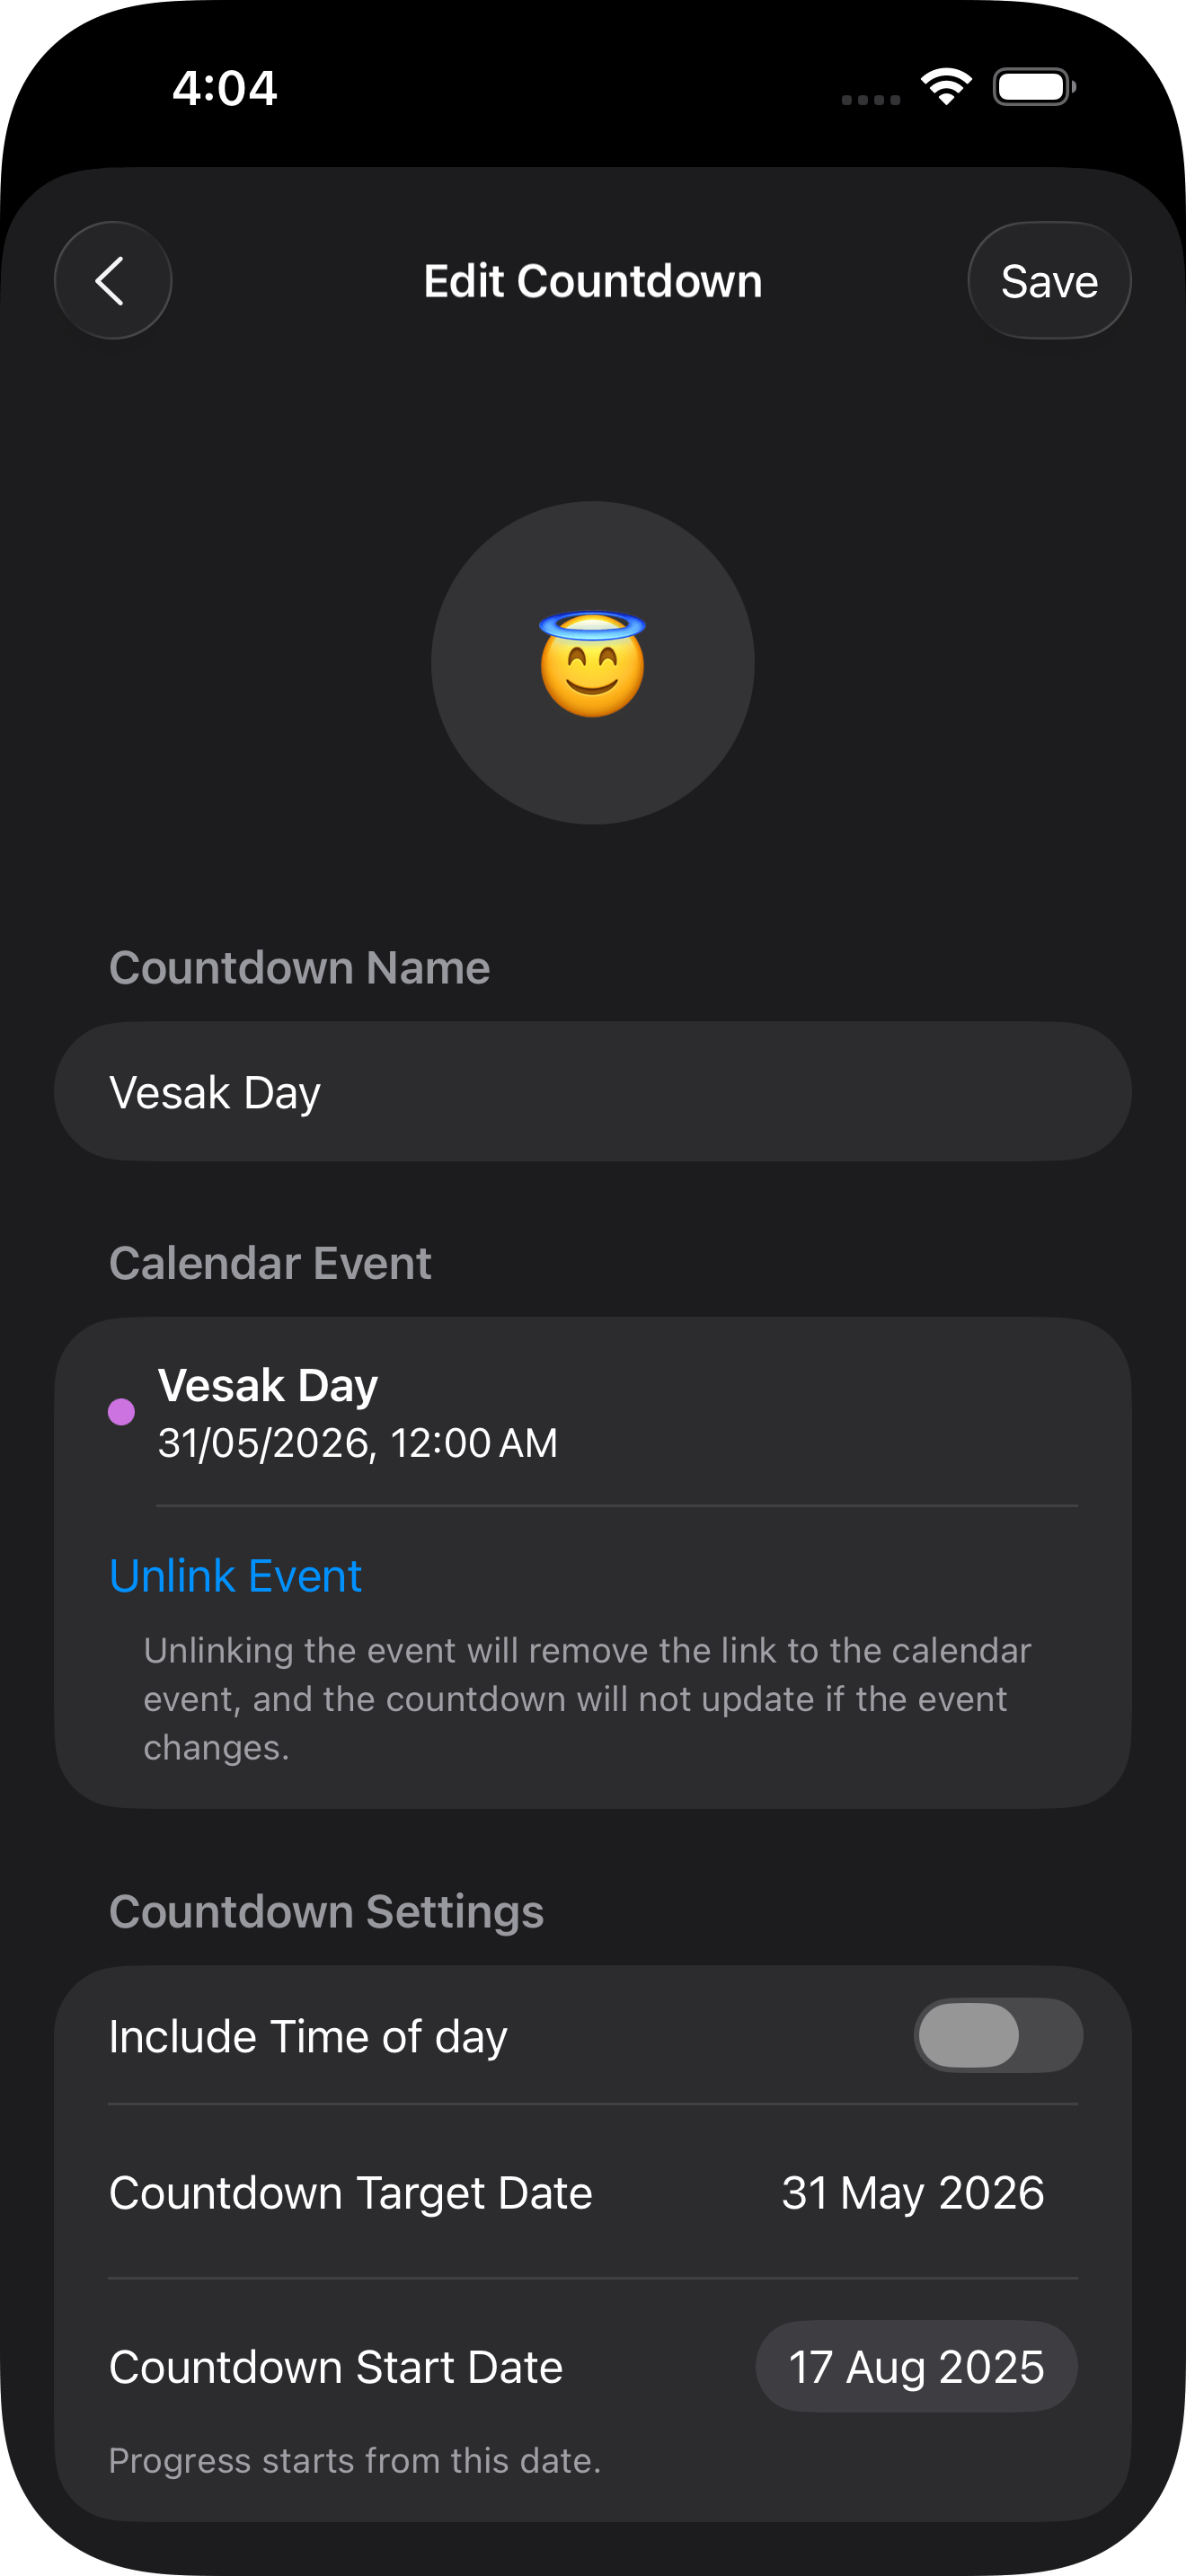 4:04
Edit Countdown
Save
Countdown Name
Vesak Day
Calendar Event
Vesak Day
31/05/2026, 12:00 AM
Unlink Event
Unlinking the event will remove the link to the calendar
event, and the countdown will not update if the event
changes.
Countdown Settings
Include Time of day
Countdown Target Date
31 May 2026
Countdown Start Date
17 Aug 2025
Progress starts from this date.